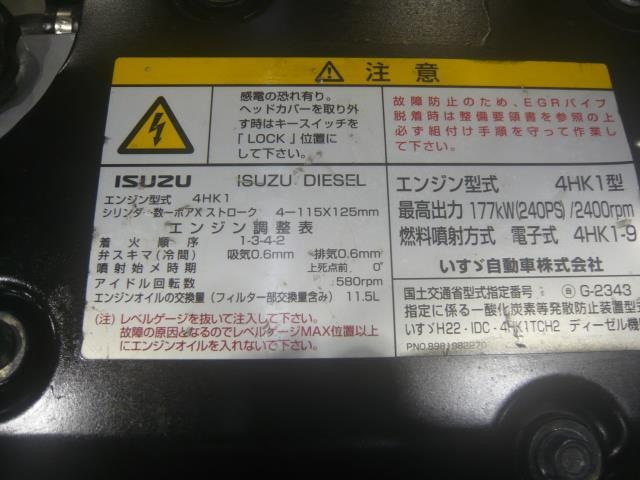 ⚠ 注意
感電の恐れ有り。
ヘッドカバーを取り外
す時はキースイッチを
「LOCK」位置に
して下さい。
故障防止のため、EGRパイプ
脱着時は整備要領書を参照の上
必ず組付け手順を守って作業し
て下さい。
ISUZU ISUZU DIESEL
エンジン型式 4HK1
シリンダ数ーボアXストローク 4-115X125mm
エンジン調整表
着火順序 1-3-4-2
弁スキマ(冷間) 吸気0.6mm 排気0.6mm
噴射始メ時期 上死点前 0°
アイドル回転数 580rpm
エンジンオイルの交換量(フィルター部交換量含み) 11.5L
(注)レベルゲージを抜いて注入して下さい。
故障の原因となるのでレベルゲージMAX位置以上
にエンジンオイルを入れないで下さい。
エンジン型式 4HK1型
最高出力 177kW(240PS)/2400rpm
燃料噴射方式 電子式 4HK1-9
いすゞ自動車株式会社
国土交通省型式指定番号 G-2343
指定に係る一酸化炭素等発散防止装置型式
いすゞH22・IDC・4HK1TCH2 ディーゼル機
PNO.8981982270